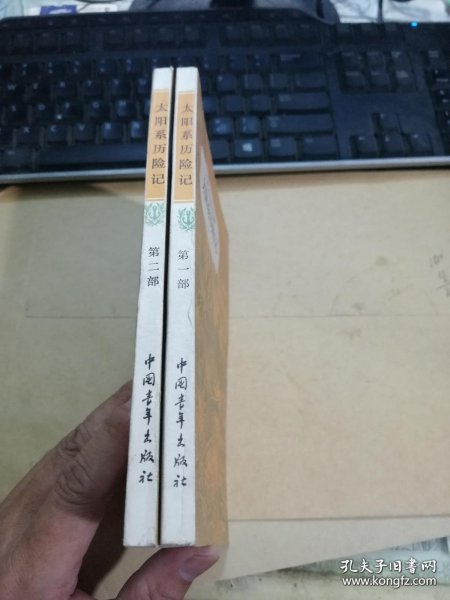 太阳系历险记
第二部
中国青年出版社
太阳系历险记
第一部
中国青年出版社
孔夫子旧书网
www.kongfz.com